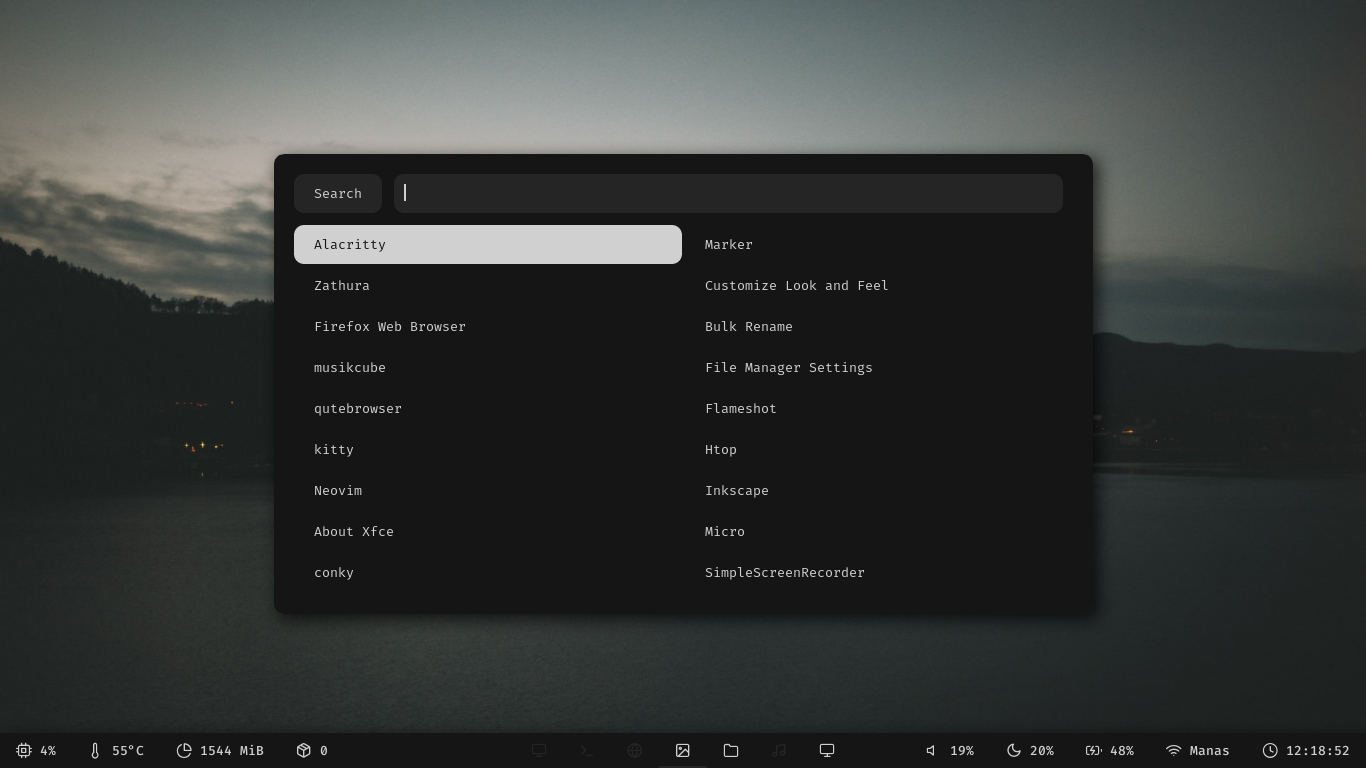 Search
Alacritty
Zathura
Firefox Web Browser
musikcube
qutebrowser
kitty
Neovim
About Xfce
conky
Marker
Customize Look and Feel
Bulk Rename
File Manager Settings
Flameshot
Htop
Inkscape
Micro
SimpleScreenRecorder
4% 55°C 1544 MiB 0 19% 20% 48% Manas 12:18:52